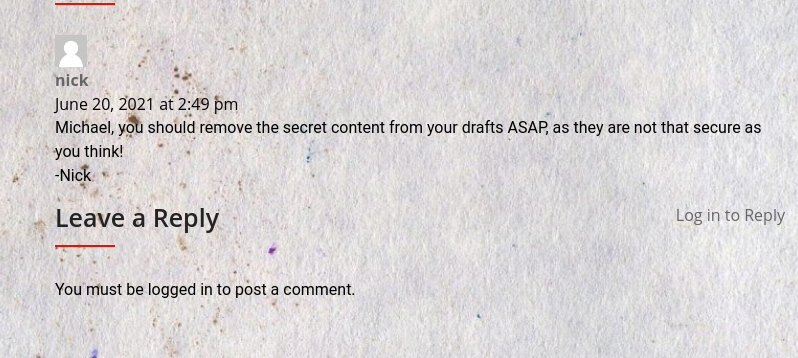 nick
June 20, 2021 at 2:49 pm
Michael, you should remove the secret content from your drafts ASAP, as they are not that secure as
you think!
-Nick
Leave a Reply
Log in to Reply
You must be logged in to post a comment.